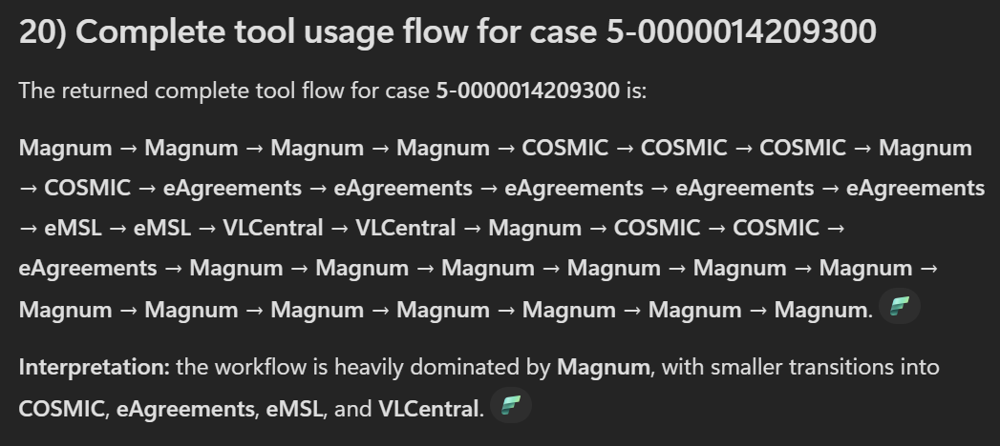 20) Complete tool usage flow for case 5-0000014209300
The returned complete tool flow for case 5-0000014209300 is:
Magnum → Magnum → Magnum → Magnum → COSMIC → COSMIC → COSMIC → Magnum
→ COSMIC → eAgreements → eAgreements → eAgreements → eAgreements → eAgreements
→ eMSL → eMSL → VLCentral → VLCentral → Magnum → COSMIC → COSMIC →
eAgreements → Magnum → Magnum → Magnum → Magnum → Magnum → Magnum →
Magnum → Magnum → Magnum → Magnum → Magnum → Magnum → Magnum.
Interpretation: the workflow is heavily dominated by Magnum, with smaller transitions into
COSMIC, eAgreements, eMSL, and VLCentral.